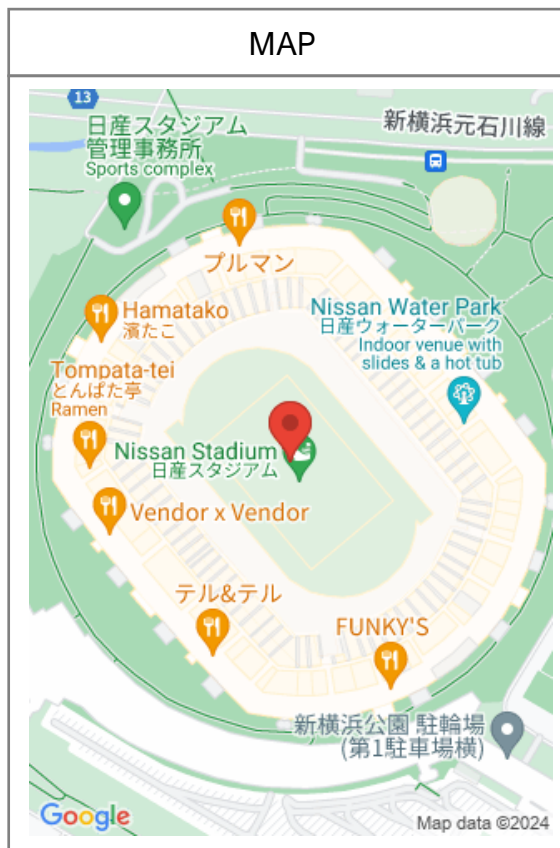 MAP
13
新横浜元石川線
日産スタジアム
管理事務所
Sports complex
プルマン
Hamatako
濱たこ
Nissan Water Park
日産ウォーターパーク
Indoor venue with
slides & a hot tub
Tompata-tei
とんぱた亭
Ramen
Nissan Stadium
日産スタジアム
Vendor x Vendor
テル&テル
FUNKY'S
新横浜公園 駐輪場
(第1駐車場横)
Google
Map data ©2024